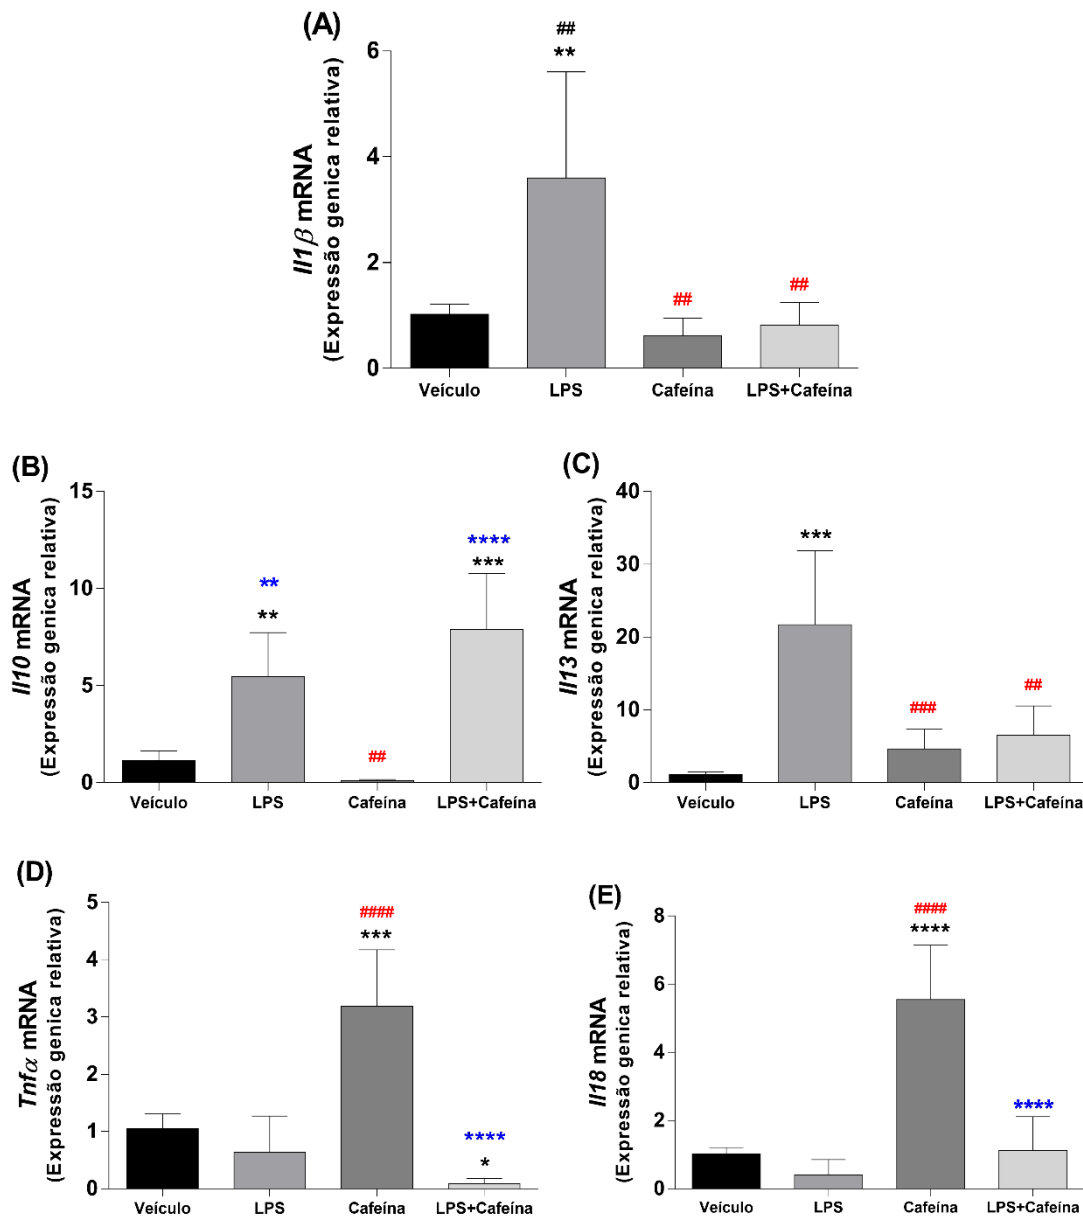 (A)
Il1β mRNA
(Expressão genica relativa)
6
4
2
0
##
**
##
##
Veículo LPS Cafeína LPS+Cafeína
(B)
Il10 mRNA
(Expressão genica relativa)
15
10
5
0
**
**
##
****
***
Veículo LPS Cafeína LPS+Cafeína
(C)
Il13 mRNA
(Expressão genica relativa)
40
30
20
10
0
***
###
##
Veículo LPS Cafeína LPS+Cafeína
(D)
Tnfα mRNA
(Expressão genica relativa)
5
4
3
2
1
0
####
***
****
*
Veículo LPS Cafeína LPS+Cafeína
(E)
Il18 mRNA
(Expressão genica relativa)
8
6
4
2
0
####
****
****
Veículo LPS Cafeína LPS+Cafeína